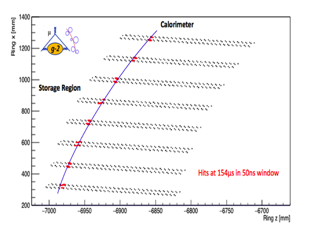 Ring x [mm]
1400
1200
1000
800
600
400
200
μ
g-2
Calorimeter
Storage Region
Hits at 154μs in 50ns window
-7000
-6950
-6900
-6850
-6800
-6750
-6700
Ring z [mm]